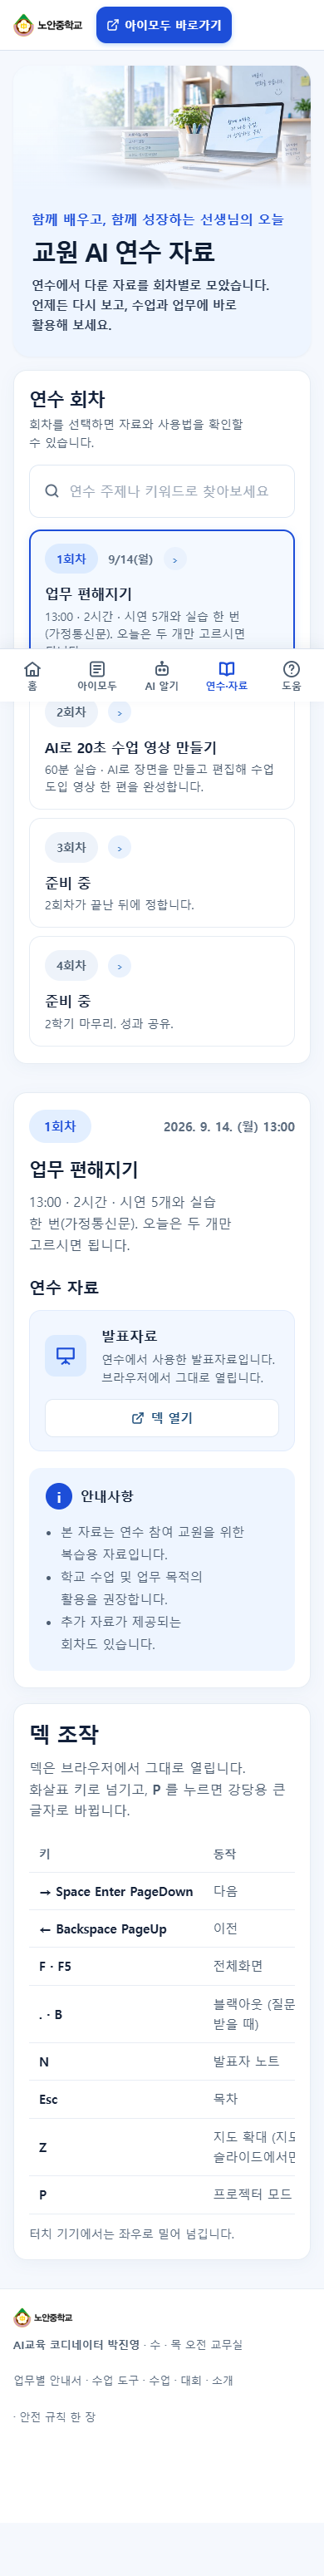 노안중학교
아이모두 바로가기
함께 배우고, 함께 성장하는 선생님의 오늘
교원 AI 연수 자료
연수에서 다룬 자료를 회차별로 모았습니다.
언제든 다시 보고, 수업과 업무에 바로
활용해 보세요.
연수 회차
회차를 선택하면 자료와 사용법을 확인할
수 있습니다.
연수 주제나 키워드로 찾아보세요
1회차 9/14(월) ›
업무 편해지기
13:00 · 2시간 · 시연 5개와 실습 한 번
(가정통신문). 오늘은 두 개만 고르시면
홈
아이모두
AI 알기
연수·자료
도움
2회차 ›
AI로 20초 수업 영상 만들기
60분 실습 · AI로 장면을 만들고 편집해 수업
도입 영상 한 편을 완성합니다.
3회차 ›
준비 중
2회차가 끝난 뒤에 정합니다.
4회차 ›
준비 중
2학기 마무리. 성과 공유.
1회차 2026. 9. 14. (월) 13:00
업무 편해지기
13:00 · 2시간 · 시연 5개와 실습
한 번(가정통신문). 오늘은 두 개만
고르시면 됩니다.
연수 자료
발표자료
연수에서 사용한 발표자료입니다.
브라우저에서 그대로 열립니다.
덱 열기
안내사항
• 본 자료는 연수 참여 교원을 위한
복습용 자료입니다.
• 학교 수업 및 업무 목적의
활용을 권장합니다.
• 추가 자료가 제공되는
회차도 있습니다.
덱 조작
덱은 브라우저에서 그대로 열립니다.
화살표 키로 넘기고, P 를 누르면 강당용 큰
글자로 바뀝니다.
키 동작
→ Space Enter PageDown 다음
← Backspace PageUp 이전
F · F5 전체화면
. · B 블랙아웃 (질문
받을 때)
N 발표자 노트
Esc 목차
Z 지도 확대 (지도
슬라이드에서만
P 프로젝터 모드
터치 기기에서는 좌우로 밀어 넘깁니다.
노안중학교
AI교육 코디네이터 박진영 · 수 · 목 오전 교무실
업무별 안내서 · 수업 도구 · 수업 · 대회 · 소개
· 안전 규칙 한 장